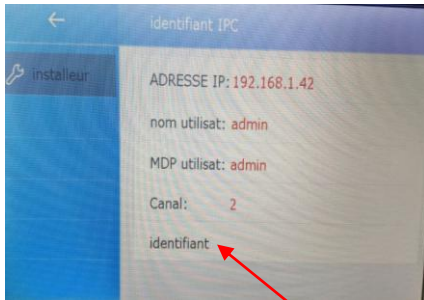 identifiant IPC
installeur
ADRESSE IP: 192.168.1.42
nom utilisat: admin
MDP utilisat: admin
Canal: 2
identifiant